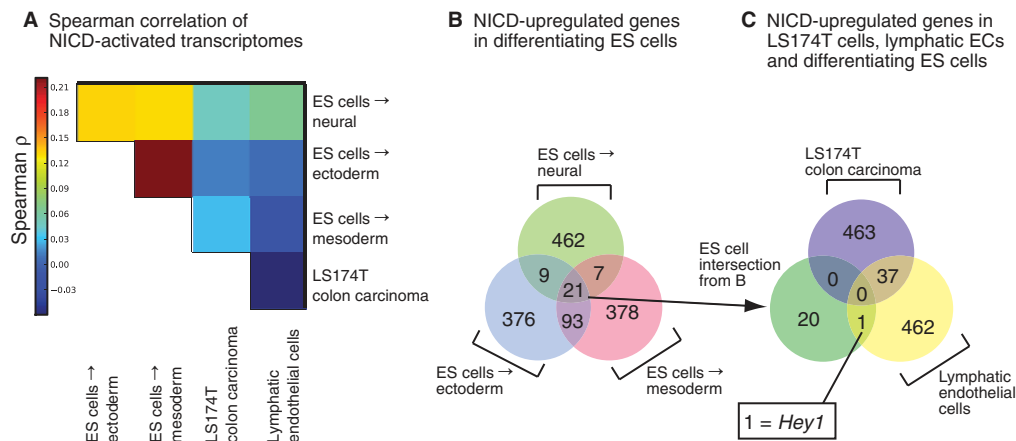 A Spearman correlation of
NICD-activated transcriptomes
Spearman ρ
0.21
0.18
0.15
0.12
0.09
0.06
0.03
0.00
−0.03
ES cells →
neural
ES cells →
ectoderm
ES cells →
mesoderm
LS174T
colon carcinoma
ES cells →
ectoderm
ES cells →
mesoderm
LS174T
colon carcinoma
Lymphatic
endothelial cells
B NICD-upregulated genes
in differentiating ES cells
ES cells →
neural
462
9
7
21
376
93
378
ES cells →
ectoderm
ES cells →
mesoderm
C NICD-upregulated genes in
LS174T cells, lymphatic ECs
and differentiating ES cells
LS174T
colon carcinoma
ES cell
intersection
from B
463
0
37
0
20
1
462
Lymphatic
endothelial
cells
1 = Hey1